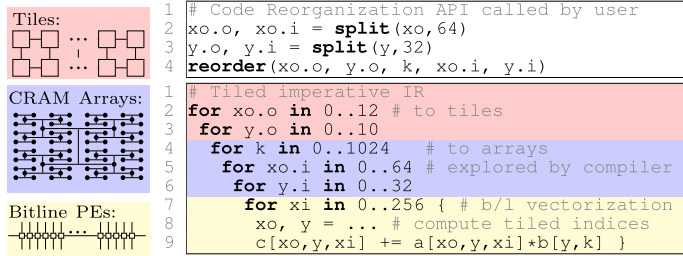 Tiles:
CRAM Arrays:
Bitline PEs:
1 # Code Reorganization API called by user
2 xo.o, xo.i = split(xo,64)
3 y.o, y.i = split(y,32)
4 reorder(xo.o, y.o, k, xo.i, y.i)
1 # Tiled imperative IR
2 for xo.o in 0..12 # to tiles
3 for y.o in 0..10
4 for k in 0..1024 # to arrays
5 for xo.i in 0..64 # explored by compiler
6 for y.i in 0..32
7 for xi in 0..256 { # b/l vectorization
8 xo, y = ... # compute tiled indices
9 c[xo,y,xi] += a[xo,y,xi]*b[y,k] }